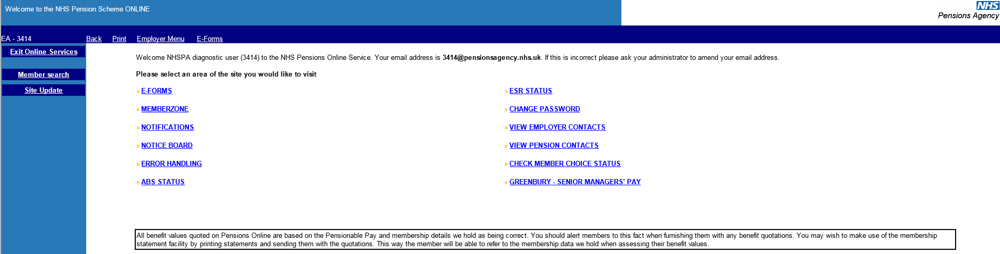 Welcome to the NHS Pension Scheme ONLINE
NHS
Pensions Agency
EA - 3414 Back Print Employer Menu E-Forms
Exit Online Services
Member search
Site Update
Welcome NHSPA diagnostic user (3414) to the NHS Pensions Online Service. Your email address is 3414@pensionsagency.nhs.uk. If this is incorrect please ask your administrator to amend your email address.
Please select an area of the site you would like to visit
» E-FORMS
» MEMBERZONE
» NOTIFICATIONS
» NOTICE BOARD
» ERROR HANDLING
» ABS STATUS
» ESR STATUS
» CHANGE PASSWORD
» VIEW EMPLOYER CONTACTS
» VIEW PENSION CONTACTS
» CHECK MEMBER CHOICE STATUS
» GREENBURY - SENIOR MANAGERS' PAY
All benefit values quoted on Pensions Online are based on the Pensionable Pay and membership details we hold as being correct. You should alert members to this fact when furnishing them with any benefit quotations. You may wish to make use of the membership
statement facility by printing statements and sending them with the quotations. This way the member will be able to refer to the membership data we hold when assessing their benefit values.